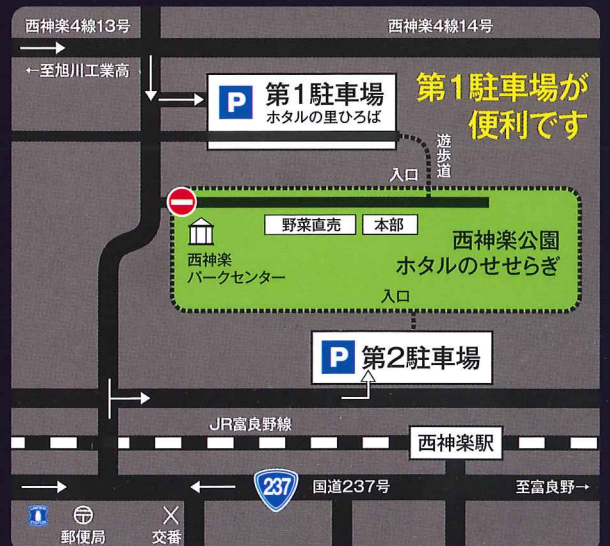 西神楽4線13号
西神楽4線14号
←至旭川工業高
P 第1駐車場
ホタルの里ひろば
第1駐車場が
便利です
遊歩道
入口
野菜直売
本部
西神楽
パークセンター
西神楽公園
ホタルのせせらぎ
入口
P 第2駐車場
JR富良野線
西神楽駅
237
国道237号
至富良野→
郵便局
交番